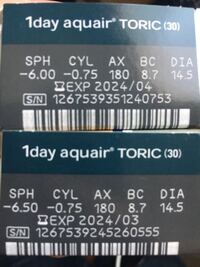 1day aquair® TORIC (30)
SPH CYL AX BC DIA
-6.00 -0.75 180 8.7 14.5
EXP 2024/04
S/N 1267539351240753
1day aquair® TORIC (30)
SPH CYL AX BC DIA
-6.50 -0.75 180 8.7 14.5
EXP 2024/03
S/N 1267539245260555